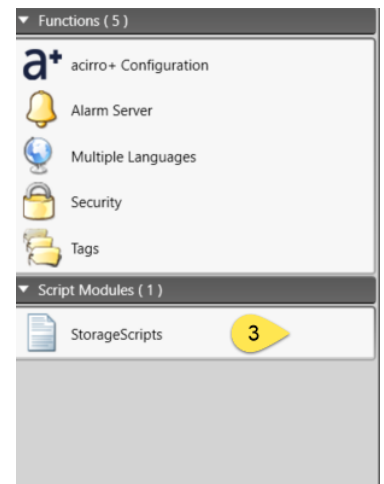 Functions ( 5 )
a+ acirro+ Configuration
Alarm Server
Multiple Languages
Security
Tags
Script Modules ( 1 )
StorageScripts 3